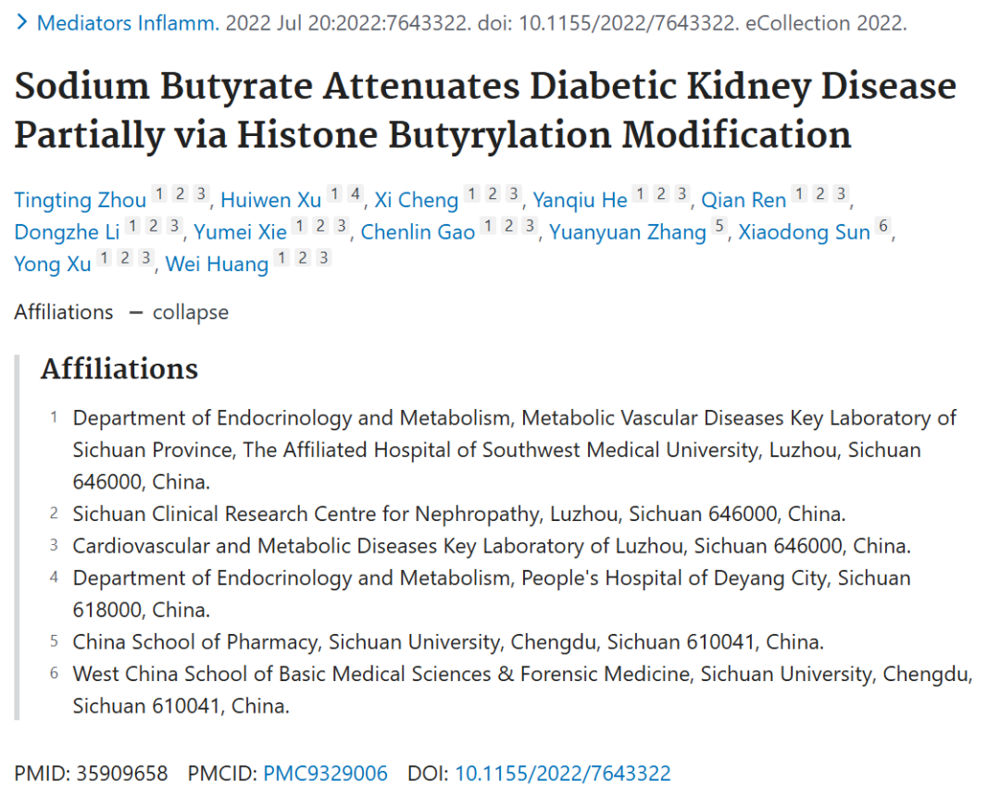 Mediators Inflamm. 2022 Jul 20:2022:7643322. doi: 10.1155/2022/7643322. eCollection 2022.
Sodium Butyrate Attenuates Diabetic Kidney Disease
Partially via Histone Butyrylation Modification
Tingting Zhou 1 2 3, Huiwen Xu 1 4, Xi Cheng 1 2 3, Yanqiu He 1 2 3, Qian Ren 1 2 3,
Dongzhe Li 1 2 3, Yumei Xie 1 2 3, Chenlin Gao 1 2 3, Yuanyuan Zhang 5, Xiaodong Sun 6,
Yong Xu 1 2 3, Wei Huang 1 2 3
Affiliations — collapse
Affiliations
1 Department of Endocrinology and Metabolism, Metabolic Vascular Diseases Key Laboratory of
Sichuan Province, The Affiliated Hospital of Southwest Medical University, Luzhou, Sichuan
646000, China.
2 Sichuan Clinical Research Centre for Nephropathy, Luzhou, Sichuan 646000, China.
3 Cardiovascular and Metabolic Diseases Key Laboratory of Luzhou, Sichuan 646000, China.
4 Department of Endocrinology and Metabolism, People's Hospital of Deyang City, Sichuan
618000, China.
5 China School of Pharmacy, Sichuan University, Chengdu, Sichuan 610041, China.
6 West China School of Basic Medical Sciences & Forensic Medicine, Sichuan University, Chengdu,
Sichuan 610041, China.
PMID: 35909658 PMCID: PMC9329006 DOI: 10.1155/2022/7643322